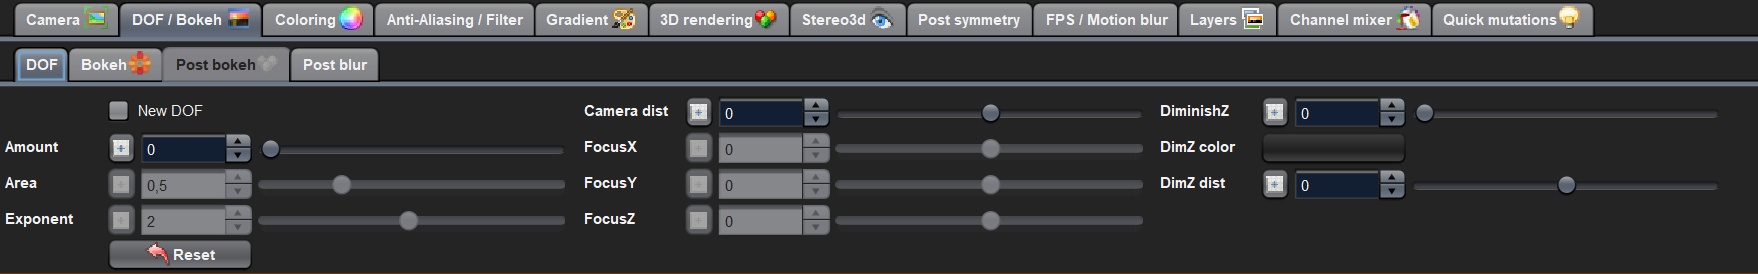 Camera DOF / Bokeh Coloring Anti-Aliasing / Filter Gradient 3D rendering Stereo3d Post symmetry FPS / Motion blur Layers Channel mixer Quick mutations
DOF Bokeh Post bokeh Post blur
New DOF Camera dist 0 DiminishZ 0
Amount 0 FocusX 0 DimZ color
Area 0,5 FocusY 0 DimZ dist 0
Exponent 2 FocusZ 0
Reset